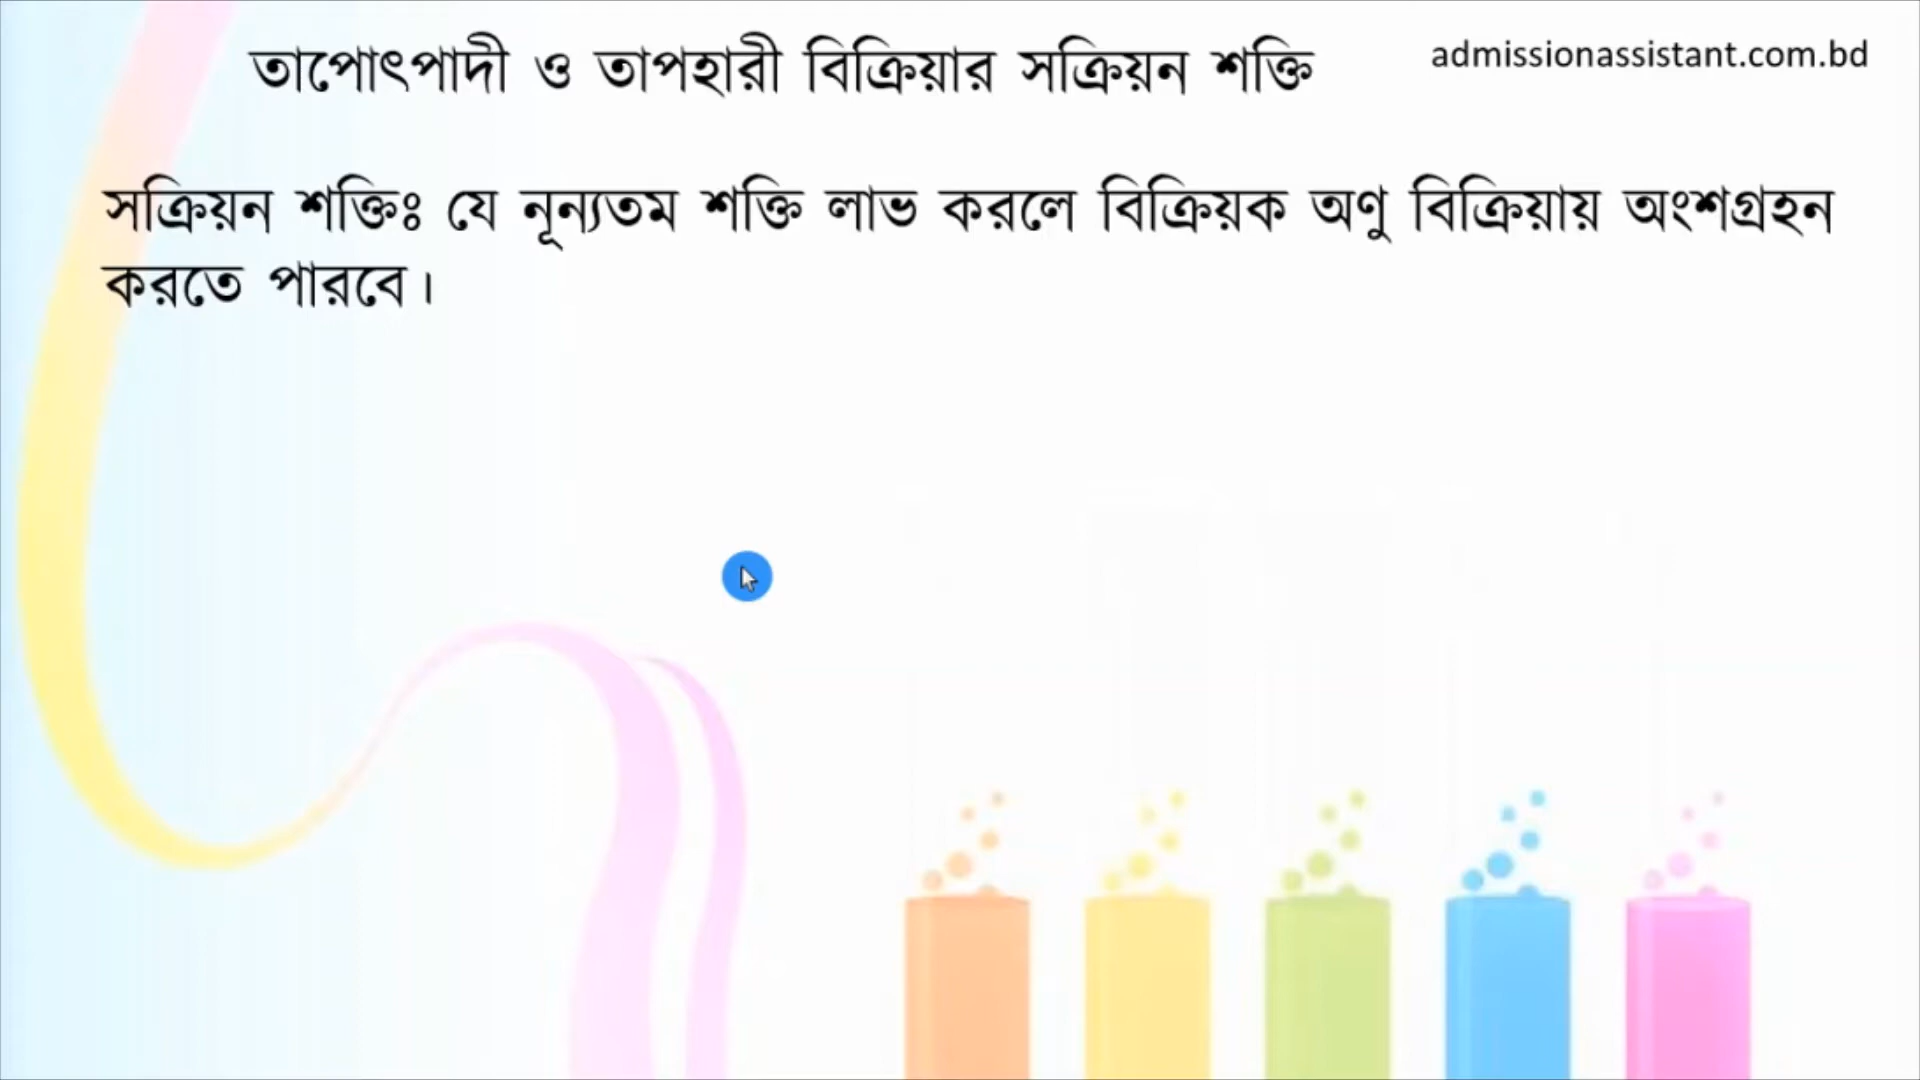 তাপোৎপাদী ও তাপহারী বিক্রিয়ার সক্রিয়ন শক্তি
admissionassistant.com.bd
সক্রিয়ন শক্তিঃ যে নূন্যতম শক্তি লাভ করলে বিক্রিয়ক অণু বিক্রিয়ায় অংশগ্রহন
করতে পারবে।